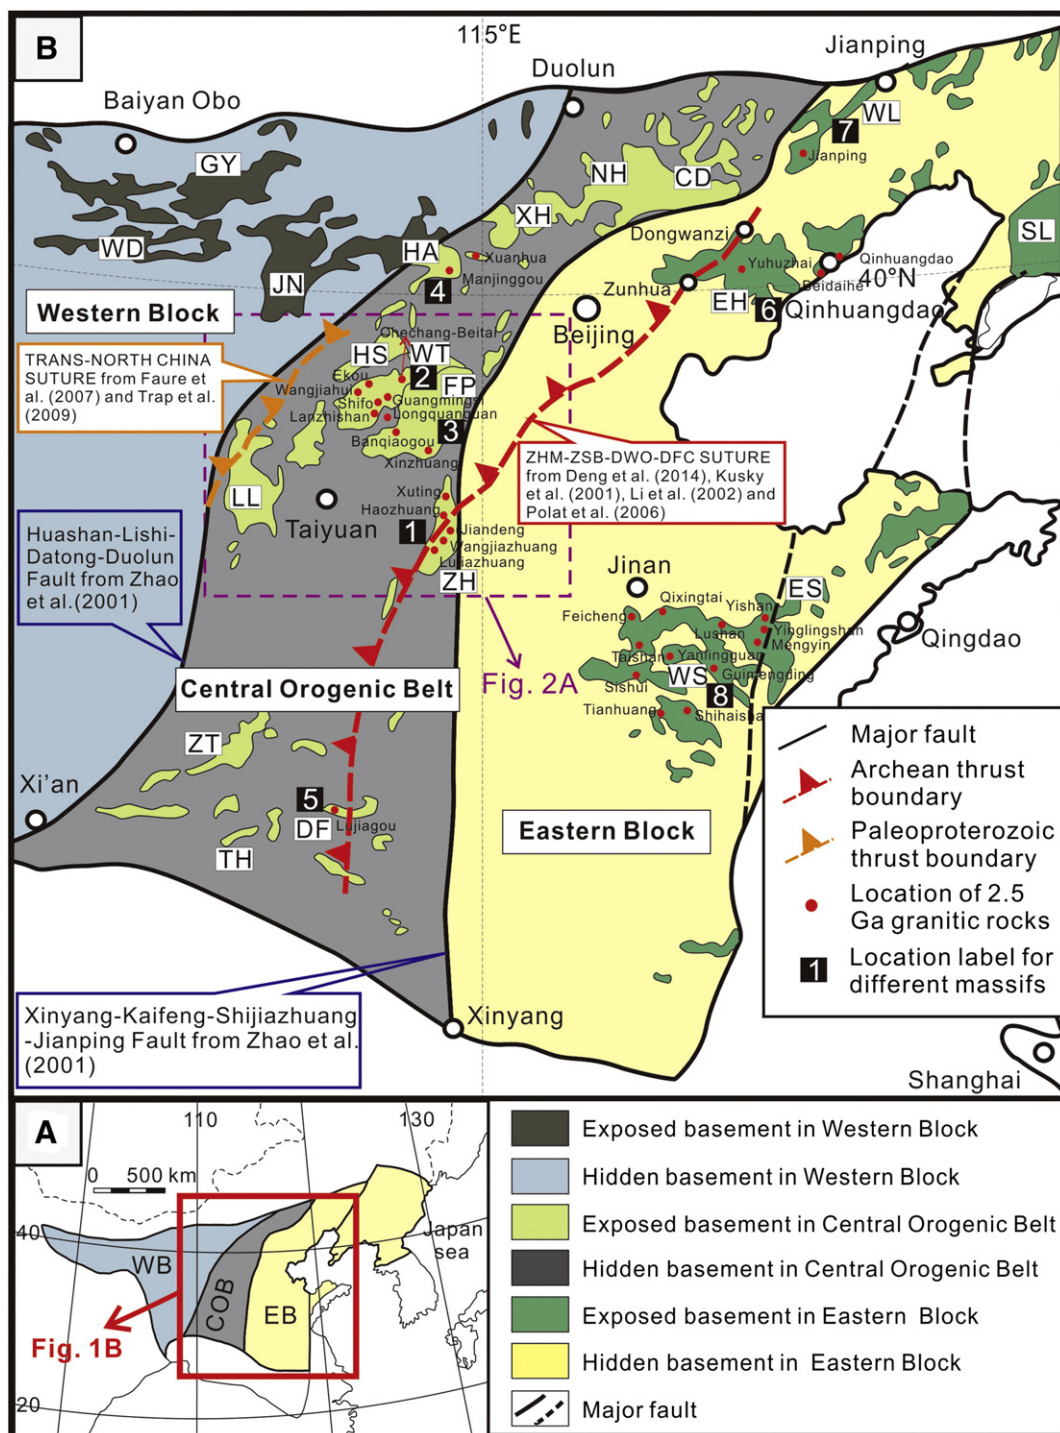 B
115°E
Jianping
Duolun
Baiyan Obo
WL
7
Jianping
GY
NH
CD
XH
SL
WD
HA
Dongwanzi
Xuanhua
Manjinggou
Yuhuzhai
Qinhuangdao
Beidaihe
40°N
JN
4
Zunhua
EH
6
Qinhuangdao
Western Block
Beijing
TRANS-NORTH CHINA
SUTURE from Faure et
al. (2007) and Trap et al.
(2009)
Chechang-Beitai
HS
WT
Ekou
2
FP
Wangjiahui
Guangmingsi
Shifo
Lanzhishan
Longquanguan
3
Banqiaogou
Xinzhuang
ZHM-ZSB-DWO-DFC SUTURE
from Deng et al. (2014), Kusky
et al. (2001), Li et al. (2002) and
Polat et al. (2006)
LL
Taiyuan
Xuting
Haozhuang
1
Jiandeng
Wangjiazhuang
Lujiazhuang
ZH
Huashan-Lishi-
Datong-Duolun
Fault from Zhao
et al.(2001)
Jinan
ES
Qixingtai
Yishan
Feicheng
Lushan
Yinglingshan
Mengyin
Taishan
Yanlingguan
WS
Guimengding
Sishui
8
Tianhuang
Shihaisha
Qingdao
Fig. 2A
Central Orogenic Belt
ZT
Xi'an
5
DF
Lujiagou
TH
Eastern Block
Major fault
Archean thrust
boundary
Paleoproterozoic
thrust boundary
Location of 2.5
Ga granitic rocks
1
Location label for
different massifs
Xinyang-Kaifeng-Shijiazhuang
-Jianping Fault from Zhao et al.
(2001)
Xinyang
Shanghai
A
110
130
0 500 km
40
Japan
sea
WB
COB
EB
Fig. 1B
20
Exposed basement in Western Block
Hidden basement in Western Block
Exposed basement in Central Orogenic Belt
Hidden basement in Central Orogenic Belt
Exposed basement in Eastern Block
Hidden basement in Eastern Block
Major fault